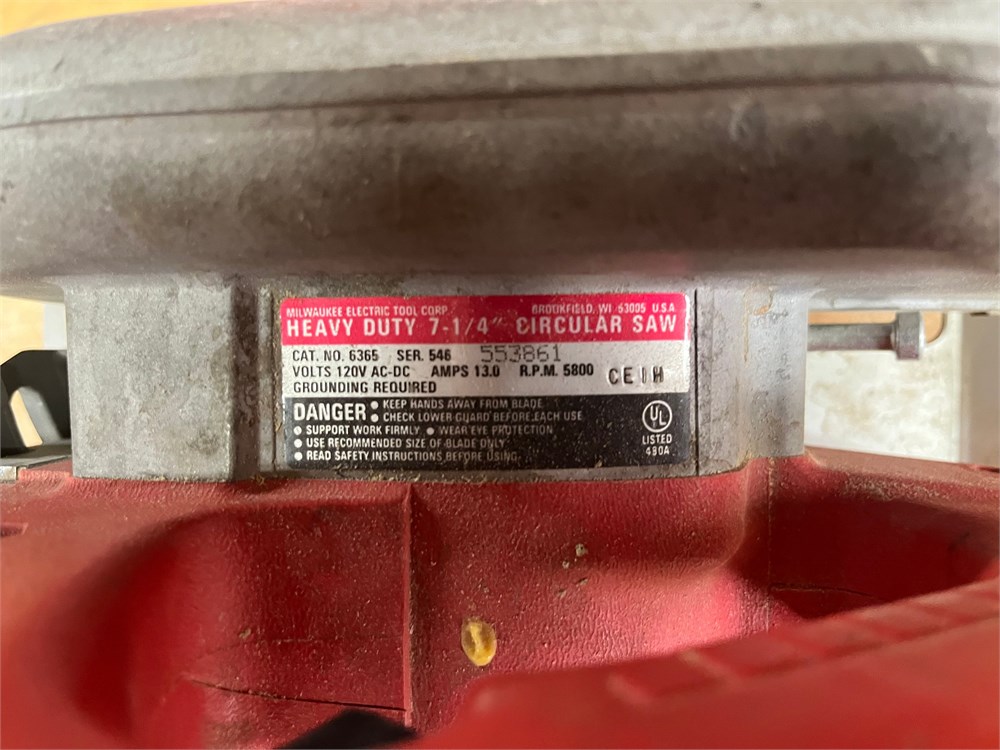 MILWAUKEE ELECTRIC TOOL CORP. BROOKFIELD, WI 53005 U.S.A
HEAVY DUTY 7-1/4" CIRCULAR SAW
CAT. NO. 6365 SER. 546 553861
VOLTS 120V AC-DC AMPS 13.0 R.P.M. 5800 CEIH
GROUNDING REQUIRED
DANGER • KEEP HANDS AWAY FROM BLADE
• CHECK LOWER GUARD BEFORE EACH USE
• SUPPORT WORK FIRMLY • WEAR EYE PROTECTION
• USE RECOMMENDED SIZE OF BLADE ONLY
• READ SAFETY INSTRUCTIONS BEFORE USING
UL
LISTED
490A